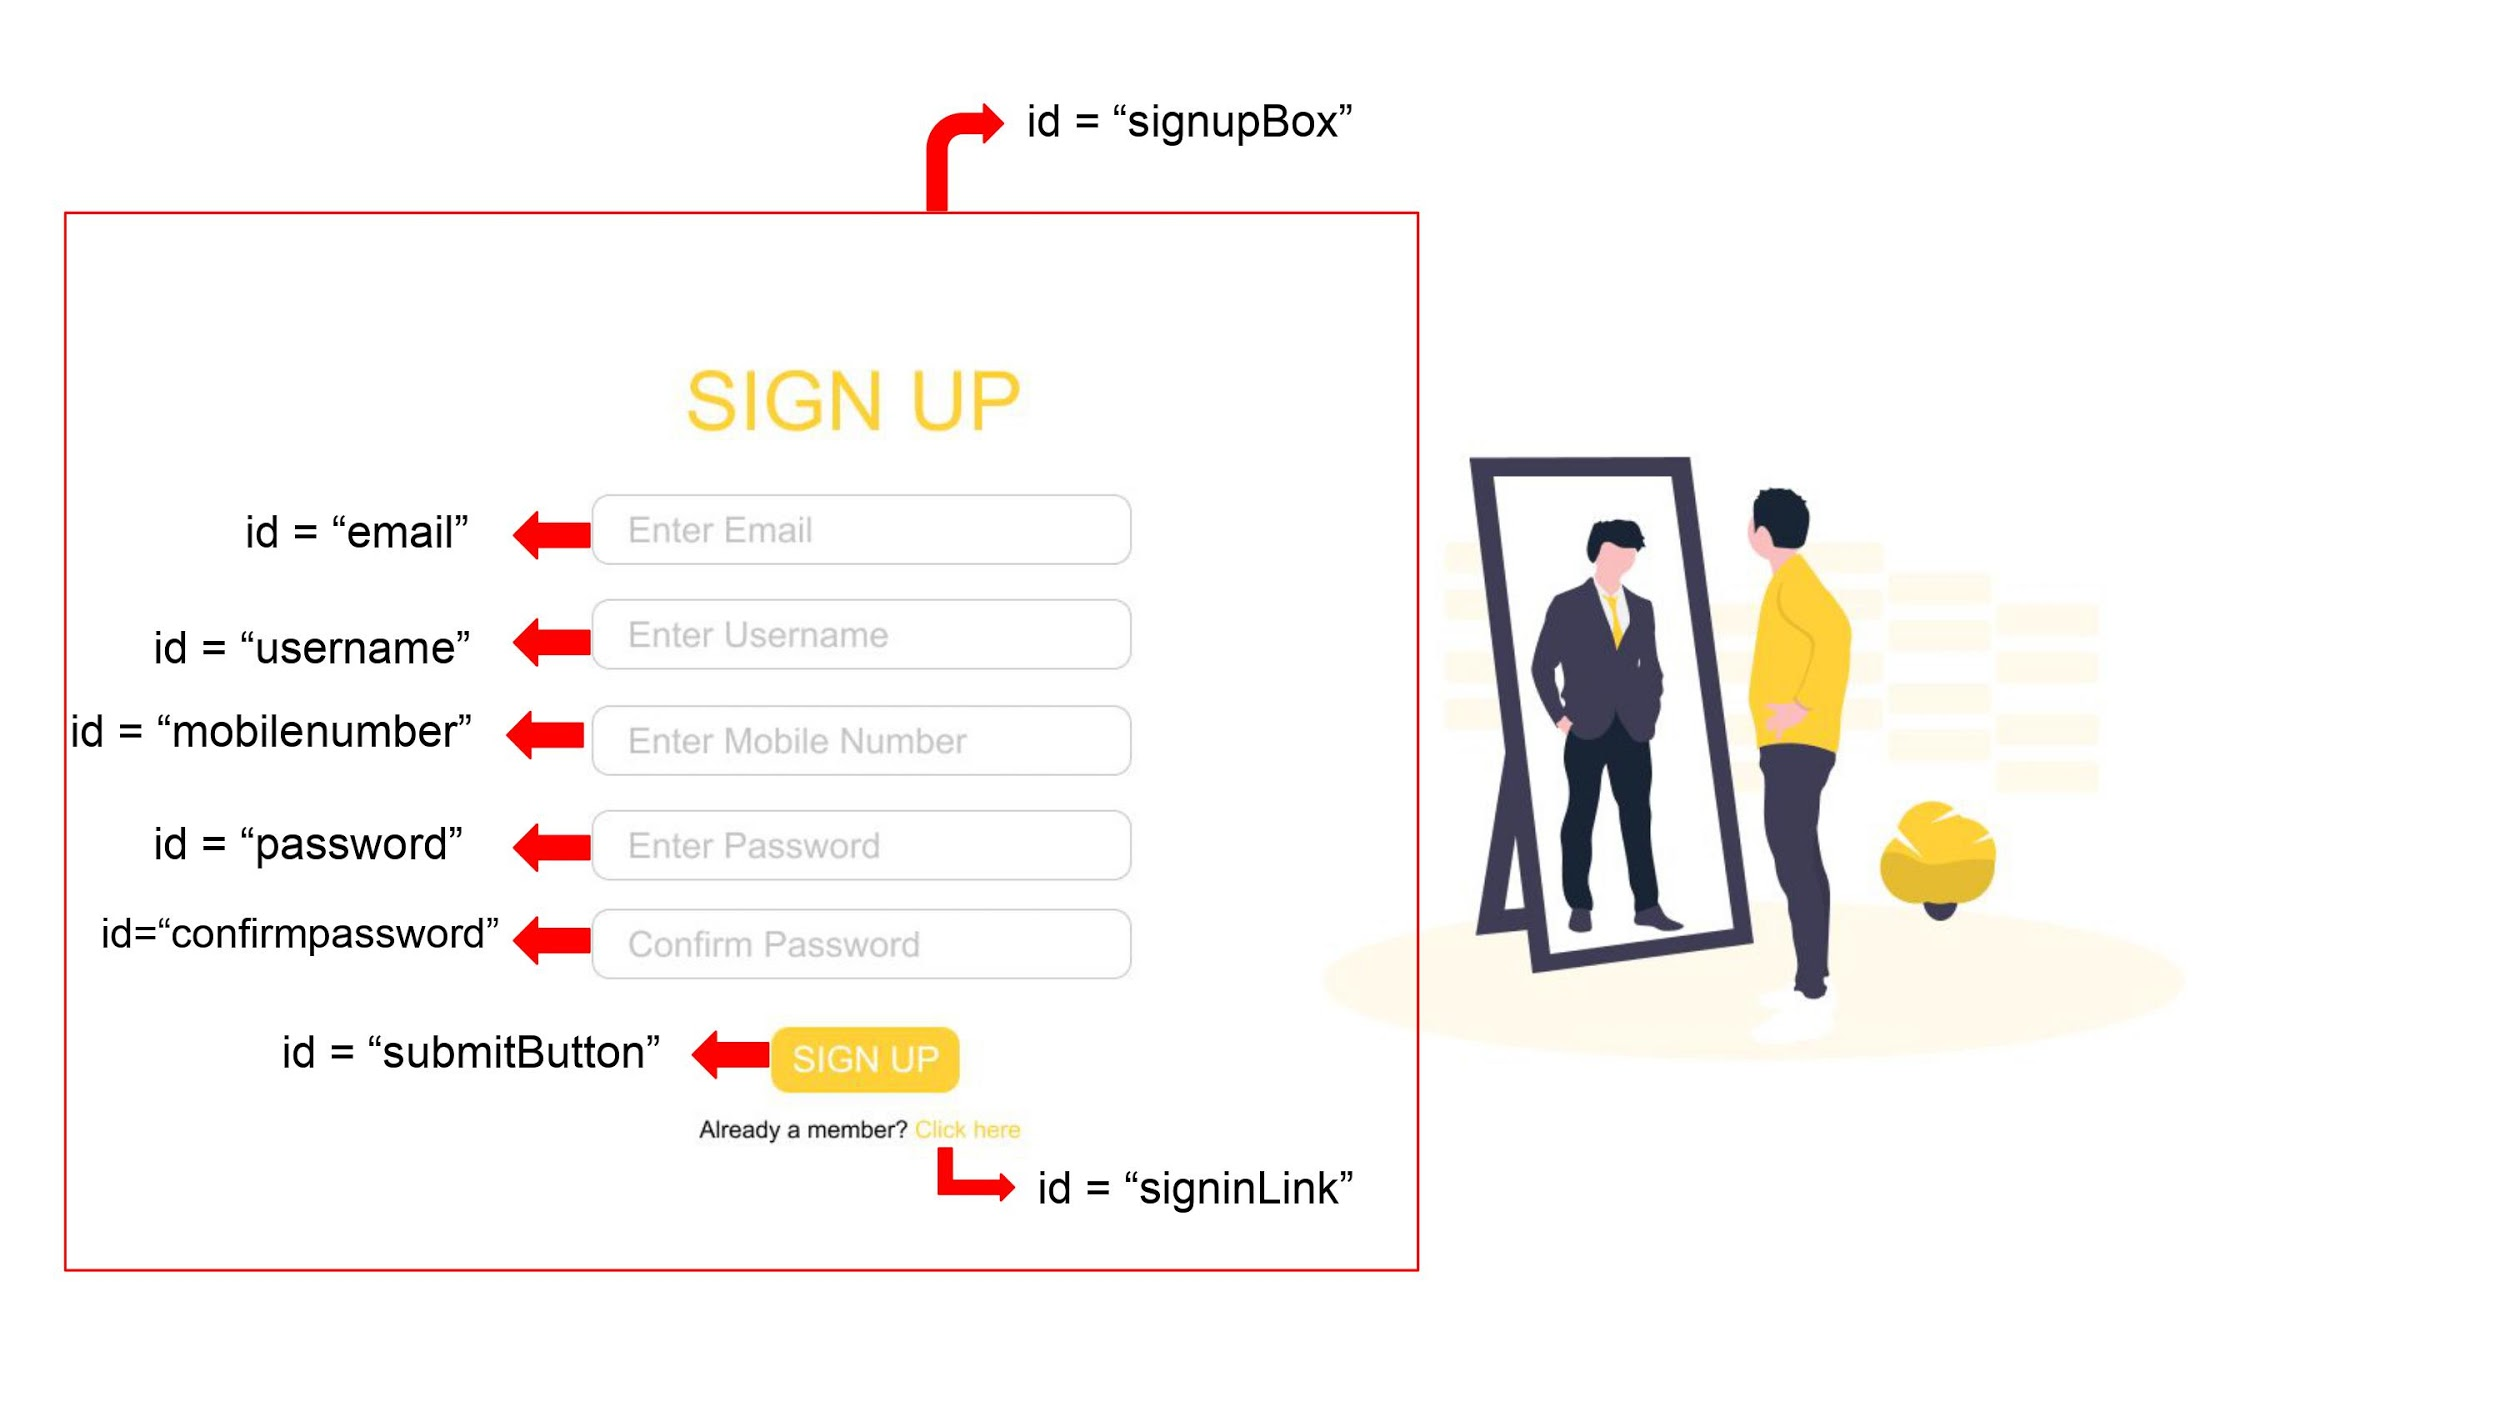 id = “signupBox”
SIGN UP
id = “email”
Enter Email
id = “username”
Enter Username
id = “mobilenumber”
Enter Mobile Number
id = “password”
Enter Password
id=“confirmpassword”
Confirm Password
id = “submitButton”
SIGN UP
Already a member? Click here
id = “signinLink”